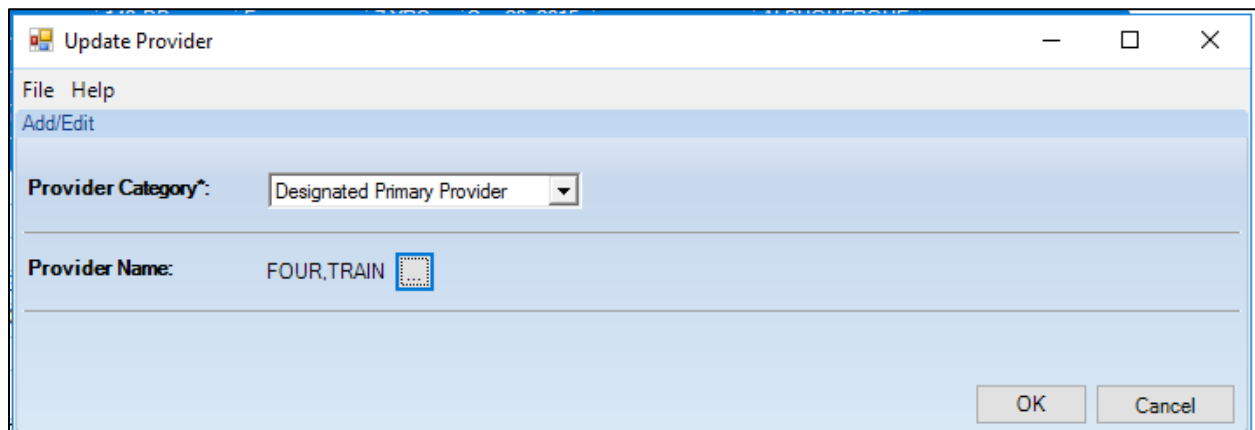 Update Provider
File Help
Add/Edit
Provider Category*: Designated Primary Provider
Provider Name: FOUR,TRAIN ...
OK Cancel